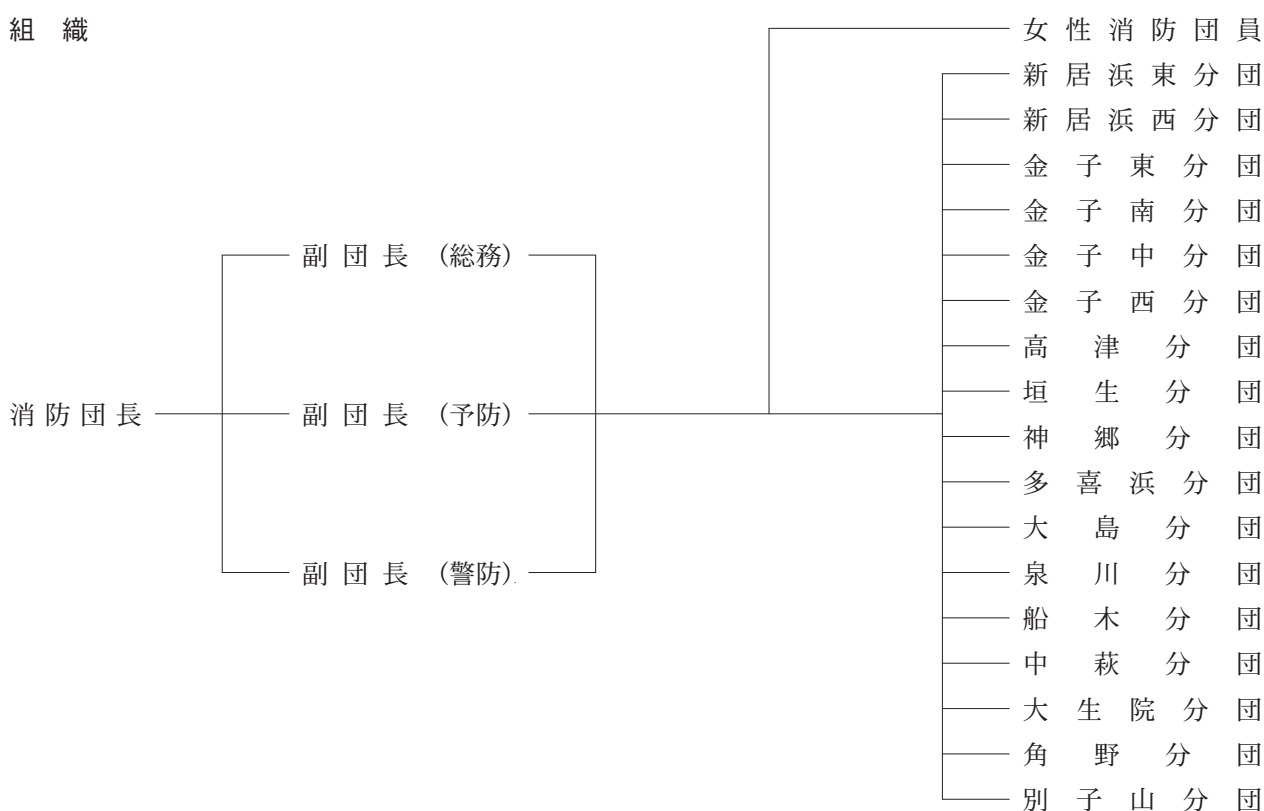 組織
消防団長
副団長（総務）
副団長（予防）
副団長（警防）
女性消防団員
新居浜東分団
新居浜西分団
金子東分団
金子南分団
金子中分団
金子西分団
高津分団
垣生分団
神郷分団
多喜浜分団
大島分団
泉川分団
船木分団
中萩分団
大生院分団
角野分団
別子山分団